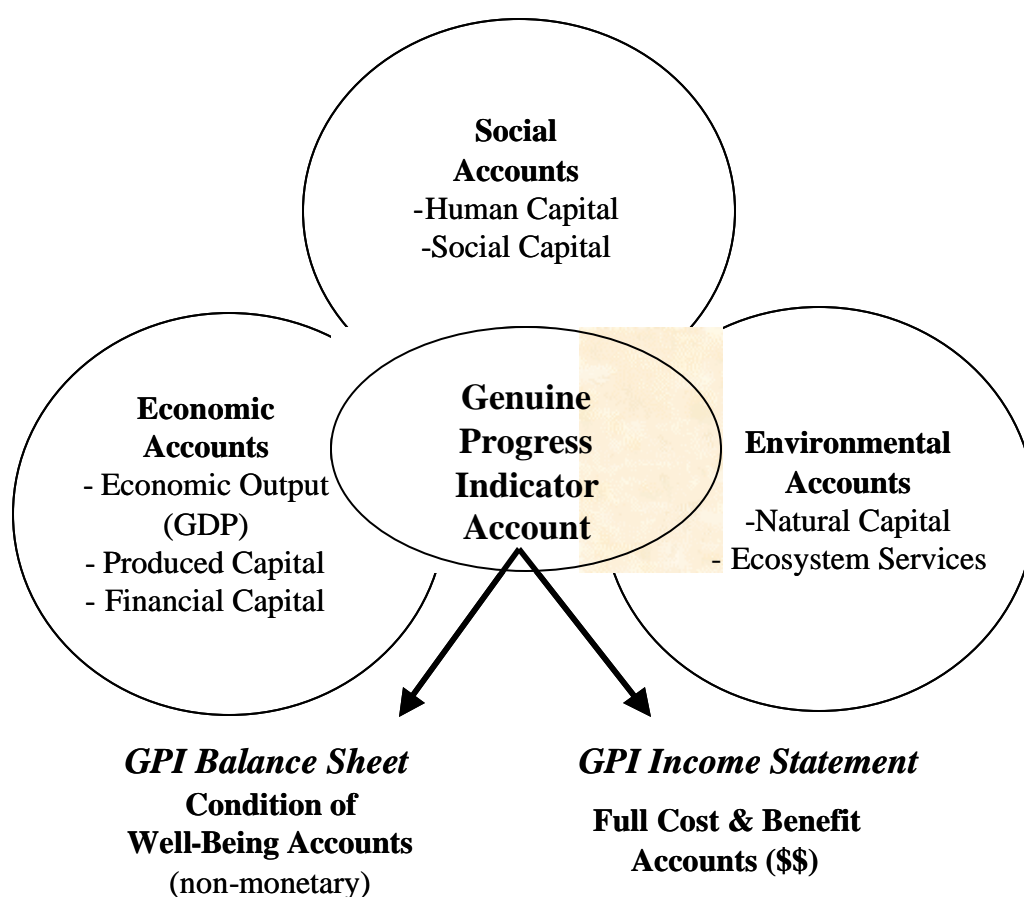 Social
Accounts
-Human Capital
-Social Capital
Economic
Accounts
- Economic Output
(GDP)
- Produced Capital
- Financial Capital
Genuine
Progress
Indicator
Account
Environmental
Accounts
-Natural Capital
- Ecosystem Services
GPI Balance Sheet
Condition of
Well-Being Accounts
(non-monetary)
GPI Income Statement
Full Cost & Benefit
Accounts ($$)